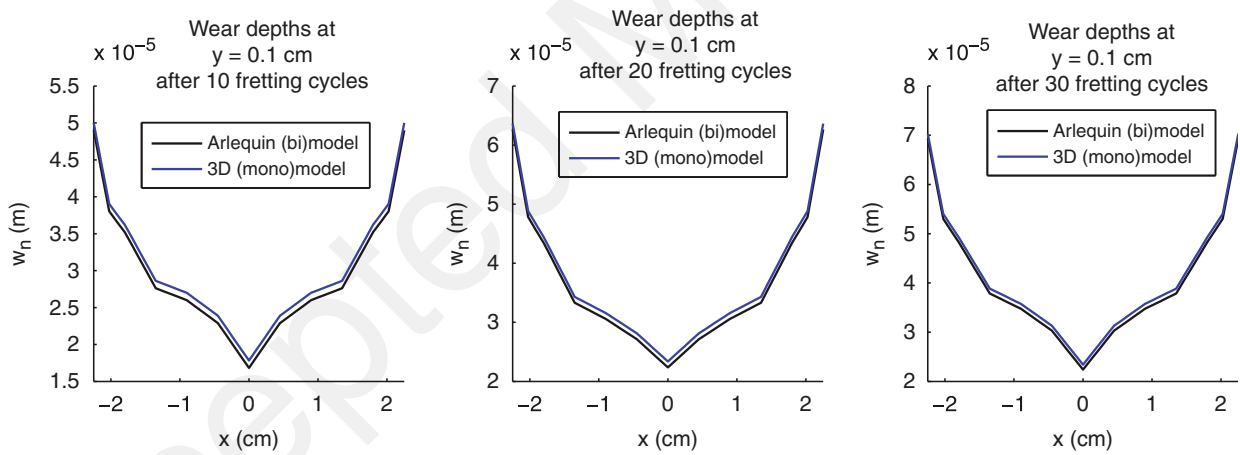 Wear depths at
y = 0.1 cm
after 10 fretting cycles
x 10⁻⁵
5.5
5
4.5
4
3.5
3
2.5
2
1.5
wₙ (m)
Arlequin (bi)model
3D (mono)model
−2
−1
0
1
2
x (cm)
Wear depths at
y = 0.1 cm
after 20 fretting cycles
x 10⁻⁵
7
6
5
4
3
2
wₙ (m)
Arlequin (bi)model
3D (mono)model
−2
−1
0
1
2
x (cm)
Wear depths at
y = 0.1 cm
after 30 fretting cycles
x 10⁻⁵
8
7
6
5
4
3
2
wₙ (m)
Arlequin (bi)model
3D (mono)model
−2
−1
0
1
2
x (cm)
epted M